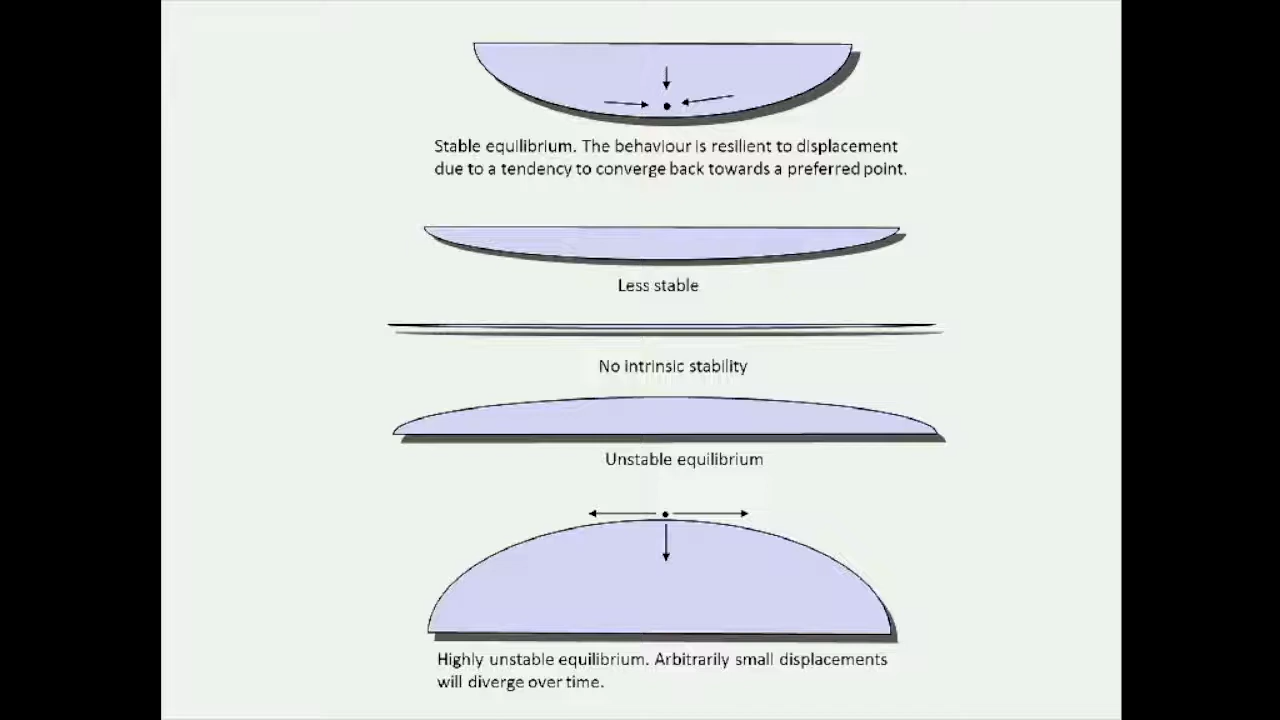 Stable equilibrium. The behaviour is resilient to displacement
due to a tendency to converge back towards a preferred point.
Less stable
No intrinsic stability
Unstable equilibrium
Highly unstable equilibrium. Arbitrarily small displacements
will diverge over time.